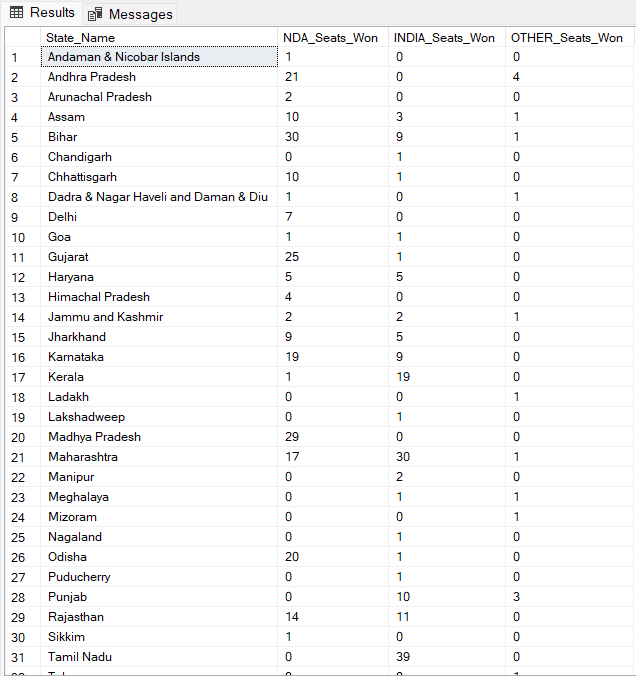 Results Messages
State_Name NDA_Seats_Won INDIA_Seats_Won OTHER_Seats_Won
1 Andaman & Nicobar Islands 1 0 0
2 Andhra Pradesh 21 0 4
3 Arunachal Pradesh 2 0 0
4 Assam 10 3 1
5 Bihar 30 9 1
6 Chandigarh 0 1 0
7 Chhattisgarh 10 1 0
8 Dadra & Nagar Haveli and Daman & Diu 1 0 1
9 Delhi 7 0 0
10 Goa 1 1 0
11 Gujarat 25 1 0
12 Haryana 5 5 0
13 Himachal Pradesh 4 0 0
14 Jammu and Kashmir 2 2 1
15 Jharkhand 9 5 0
16 Karnataka 19 9 0
17 Kerala 1 19 0
18 Ladakh 0 0 1
19 Lakshadweep 0 1 0
20 Madhya Pradesh 29 0 0
21 Maharashtra 17 30 1
22 Manipur 0 2 0
23 Meghalaya 0 1 1
24 Mizoram 0 0 1
25 Nagaland 0 1 0
26 Odisha 20 1 0
27 Puducherry 0 1 0
28 Punjab 0 10 3
29 Rajasthan 14 11 0
30 Sikkim 1 0 0
31 Tamil Nadu 0 39 0